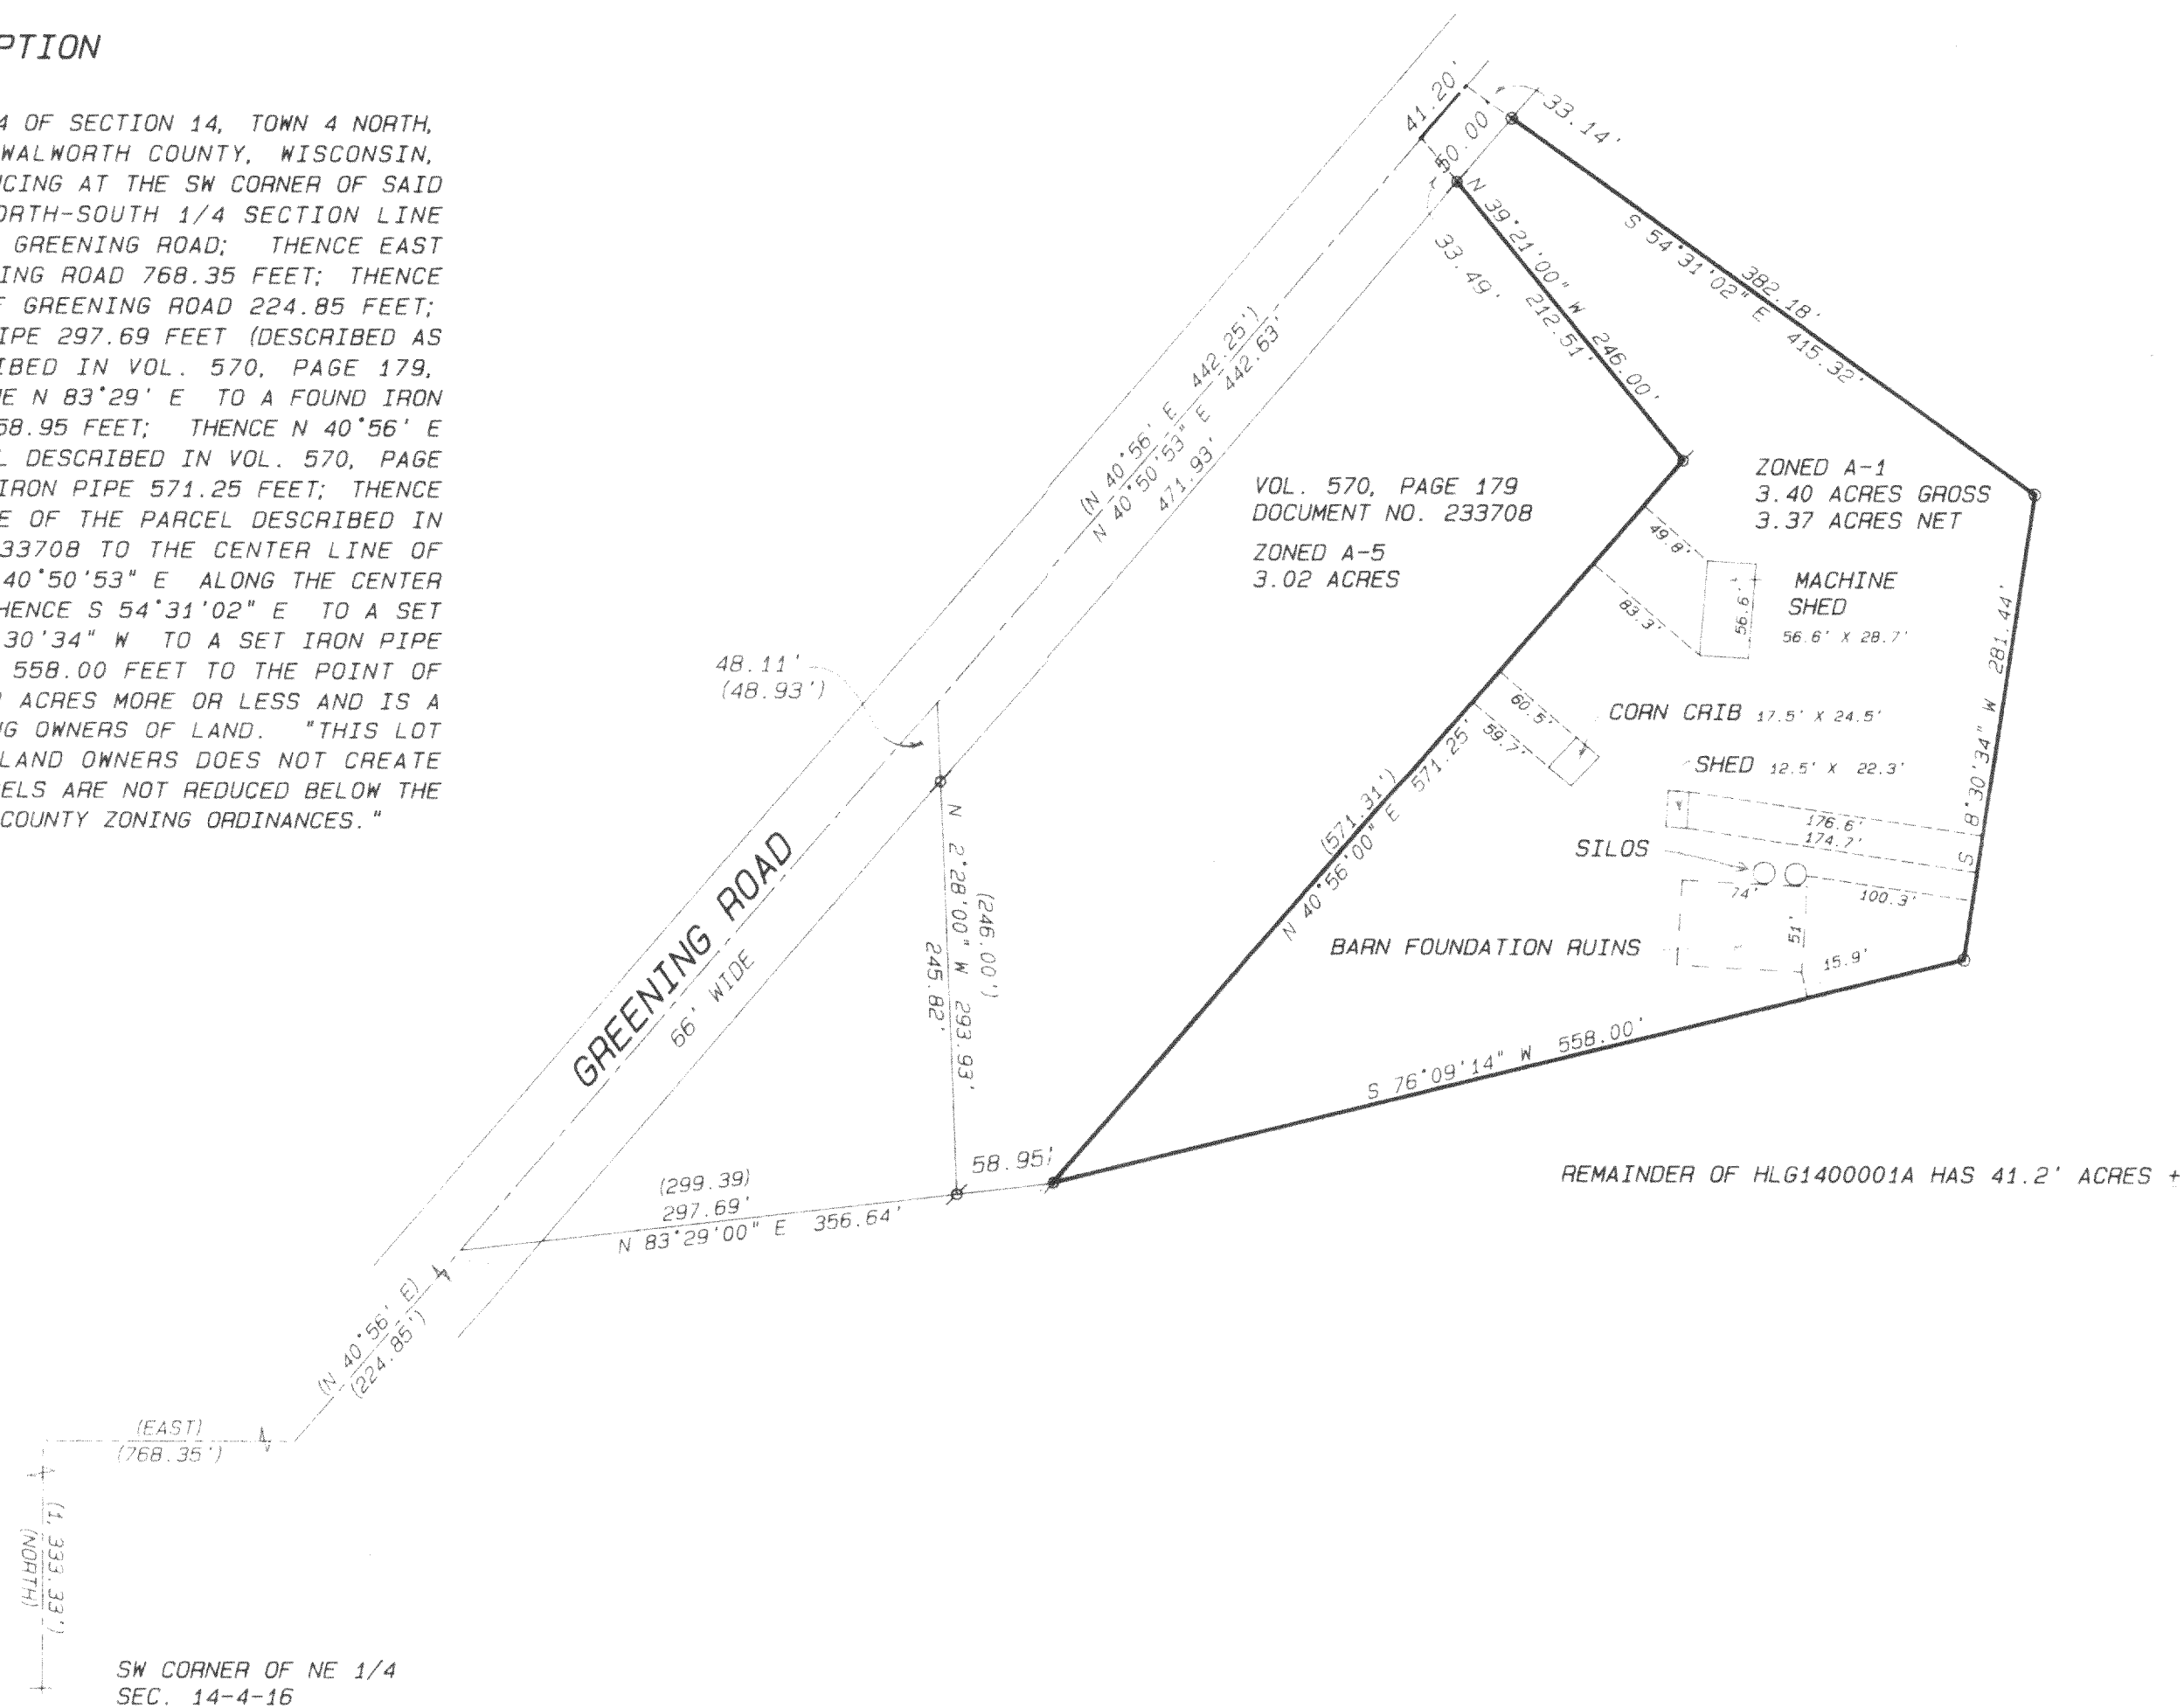 PTION
4 OF SECTION 14, TOWN 4 NORTH,
WALWORTH COUNTY, WISCONSIN,
NCING AT THE SW CORNER OF SAID
ORTH-SOUTH 1/4 SECTION LINE
GREENING ROAD; THENCE EAST
ING ROAD 768.35 FEET; THENCE
F GREENING ROAD 224.85 FEET;
IPE 297.69 FEET (DESCRIBED AS
IBED IN VOL. 570, PAGE 179,
E N 83°29' E TO A FOUND IRON
58.95 FEET; THENCE N 40°56' E
L DESCRIBED IN VOL. 570, PAGE
IRON PIPE 571.25 FEET; THENCE
E OF THE PARCEL DESCRIBED IN
33708 TO THE CENTER LINE OF
40°50'53" E ALONG THE CENTER
HENCE S 54°31'02" E TO A SET
30'34" W TO A SET IRON PIPE
558.00 FEET TO THE POINT OF
ACRES MORE OR LESS AND IS A
G OWNERS OF LAND. "THIS LOT
LAND OWNERS DOES NOT CREATE
ELS ARE NOT REDUCED BELOW THE
COUNTY ZONING ORDINANCES."
41.20'
50.00
33.14'
33.49'
N 39°21'00" W 246.00'
212.51'
382.18'
S 54°31'02" E 415.32'
(N 40°56' E 442.25')
N 40°50'53" E 442.63'
471.93'
VOL. 570, PAGE 179
DOCUMENT NO. 233708
ZONED A-5
3.02 ACRES
ZONED A-1
3.40 ACRES GROSS
3.37 ACRES NET
49.8'
83.3'
56.6'
MACHINE
SHED
56.6' X 28.7'
S 8°30'34" W 281.44'
48.11'
(48.93')
60.5'
59.7'
CORN CRIB 17.5' X 24.5'
SHED 12.5' X 22.3'
176.6'
174.7'
SILOS
74'
100.3'
51'
BARN FOUNDATION RUINS
15.9'
(571.31')
N 40°56'00" E 571.25'
GREENING ROAD
66' WIDE
(246.00')
N 2°28'00" W 293.93'
245.82'
S 76°09'14" W 558.00'
58.95'
(299.39)
297.69'
N 83°29'00" E 356.64'
REMAINDER OF HLG1400001A HAS 41.2' ACRES ±
(N 40°56' E)
(224.85')
(EAST)
(768.35')
(1,333.33')
(NORTH)
SW CORNER OF NE 1/4
SEC. 14-4-16